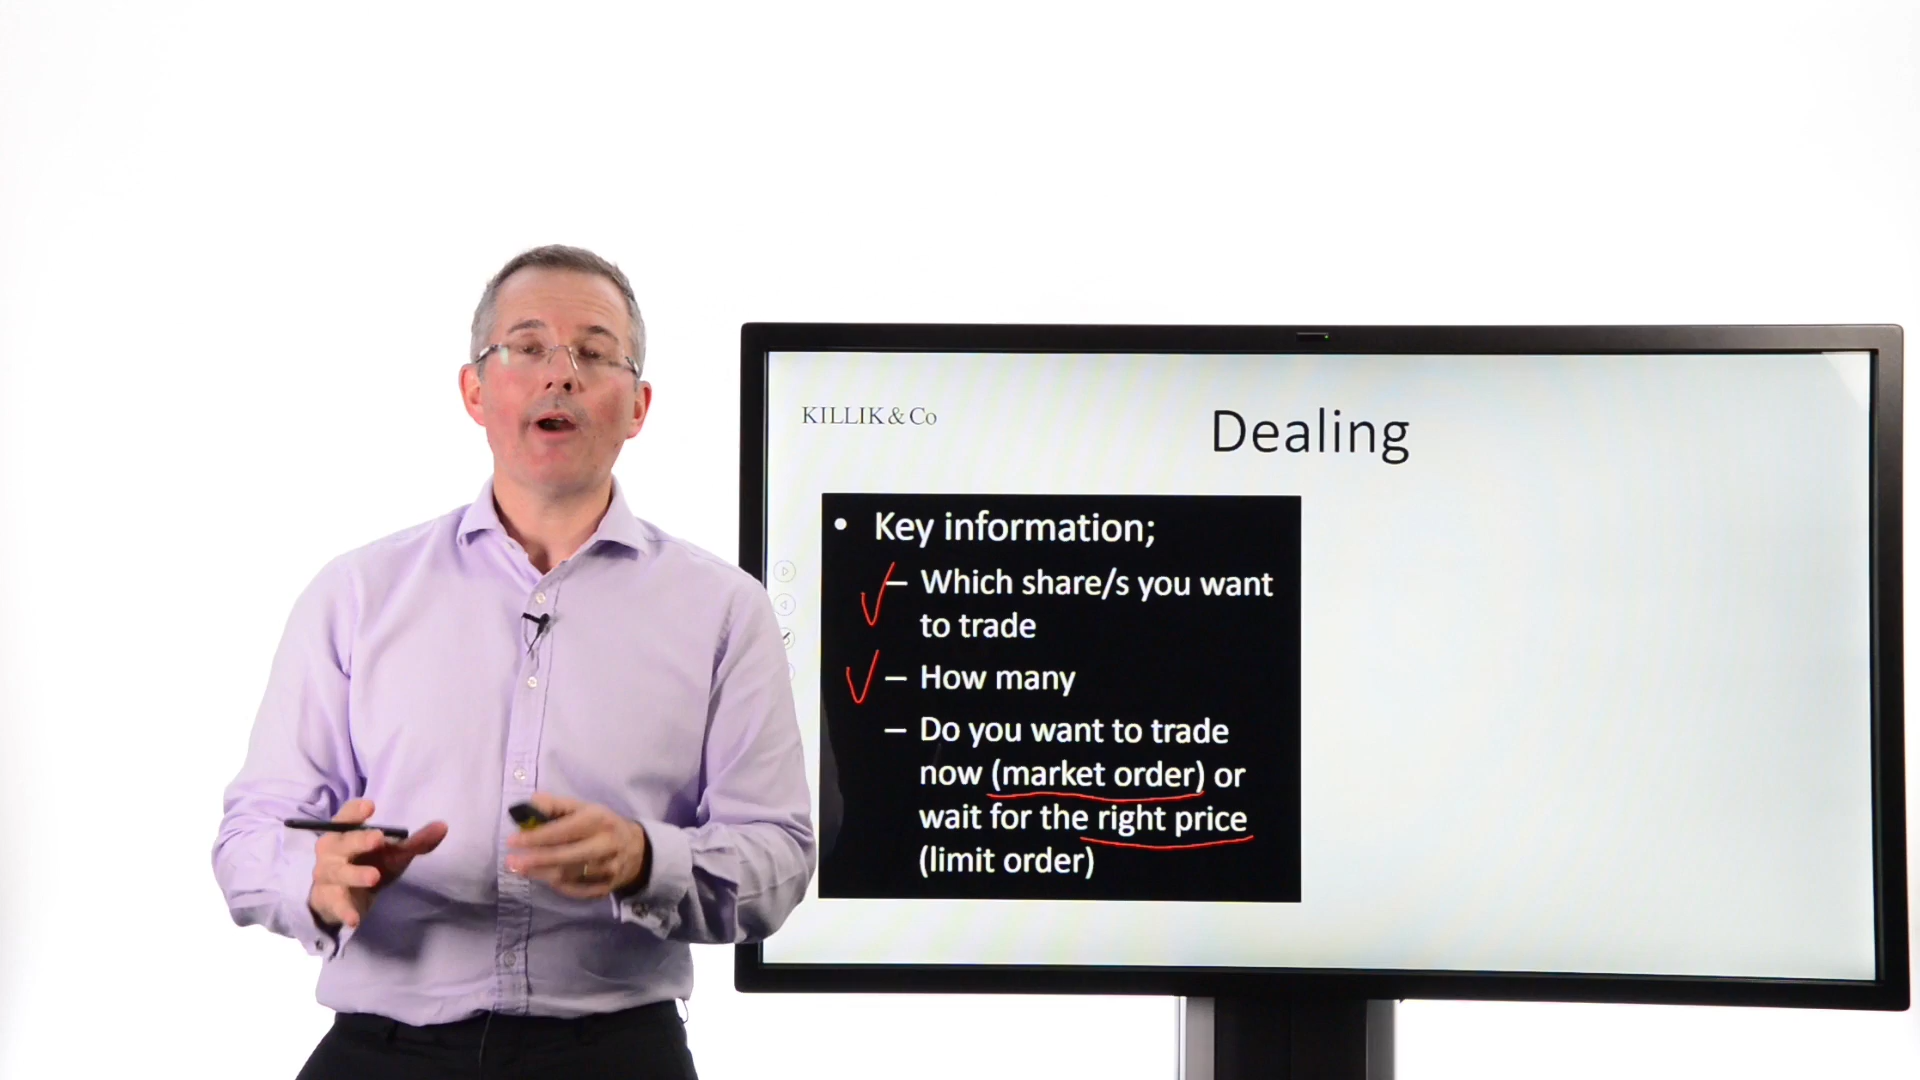 KILLIK & Co
Dealing
• Key information;
– Which share/s you want
to trade
– How many
– Do you want to trade
now (market order) or
wait for the right price
(limit order)